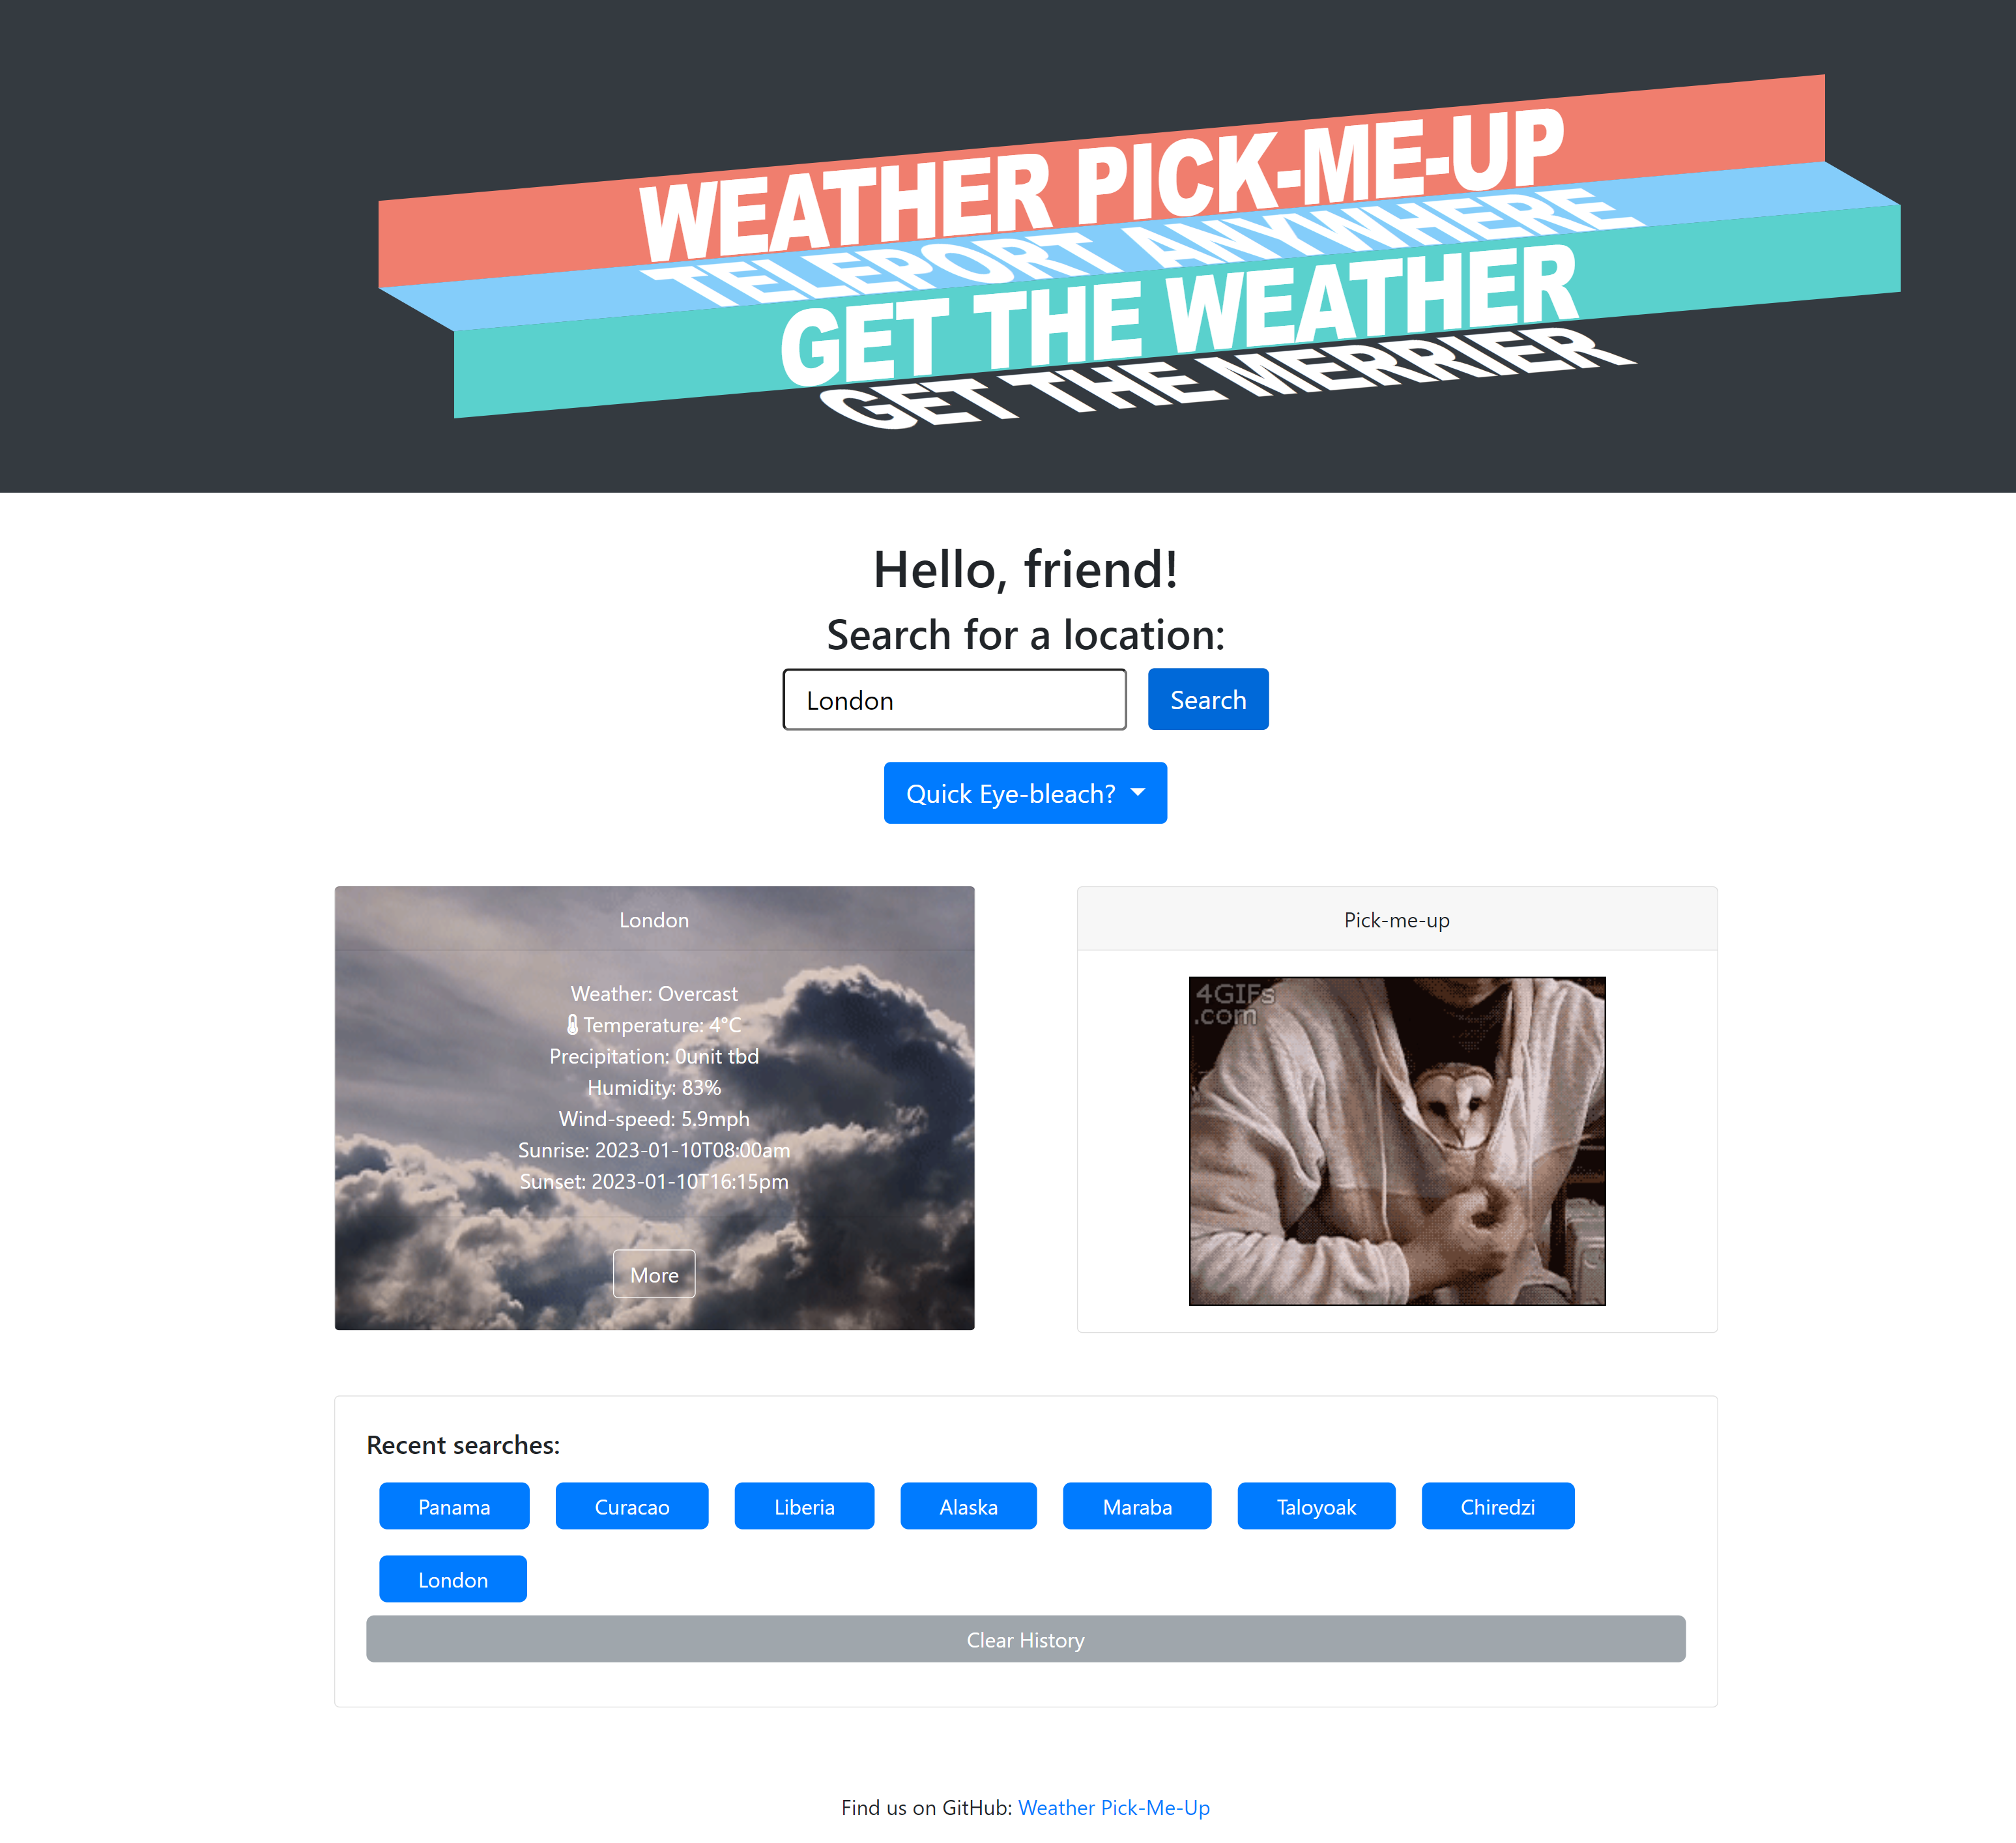 WEATHER PICK-ME-UP
TELEPORT ANYWHERE
GET THE WEATHER
GET THE MERRIER
Hello, friend!
Search for a location:
London
Search
Quick Eye-bleach?
London
Weather: Overcast
Temperature: 4°C
Precipitation: 0unit tbd
Humidity: 83%
Wind-speed: 5.9mph
Sunrise: 2023-01-10T08:00am
Sunset: 2023-01-10T16:15pm
More
Pick-me-up
4GIFs
.com
Recent searches:
Panama Curacao Liberia Alaska Maraba Taloyoak Chiredzi
London
Clear History
Find us on GitHub: Weather Pick-Me-Up